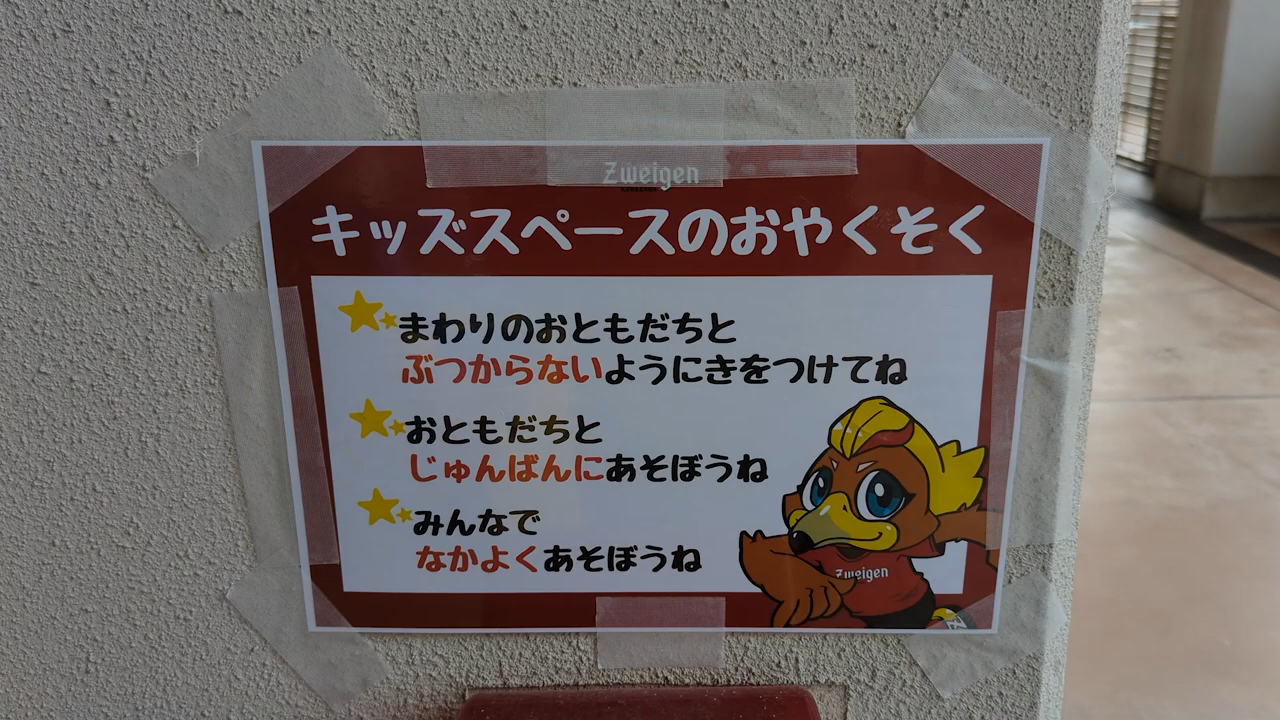 Zweigen
キッズスペースのおやくそく
まわりのおともだちと
ぶつからないようにきをつけてね
おともだちと
じゅんばんにあそぼうね
みんなで
なかよくあそぼうね
Zweigen